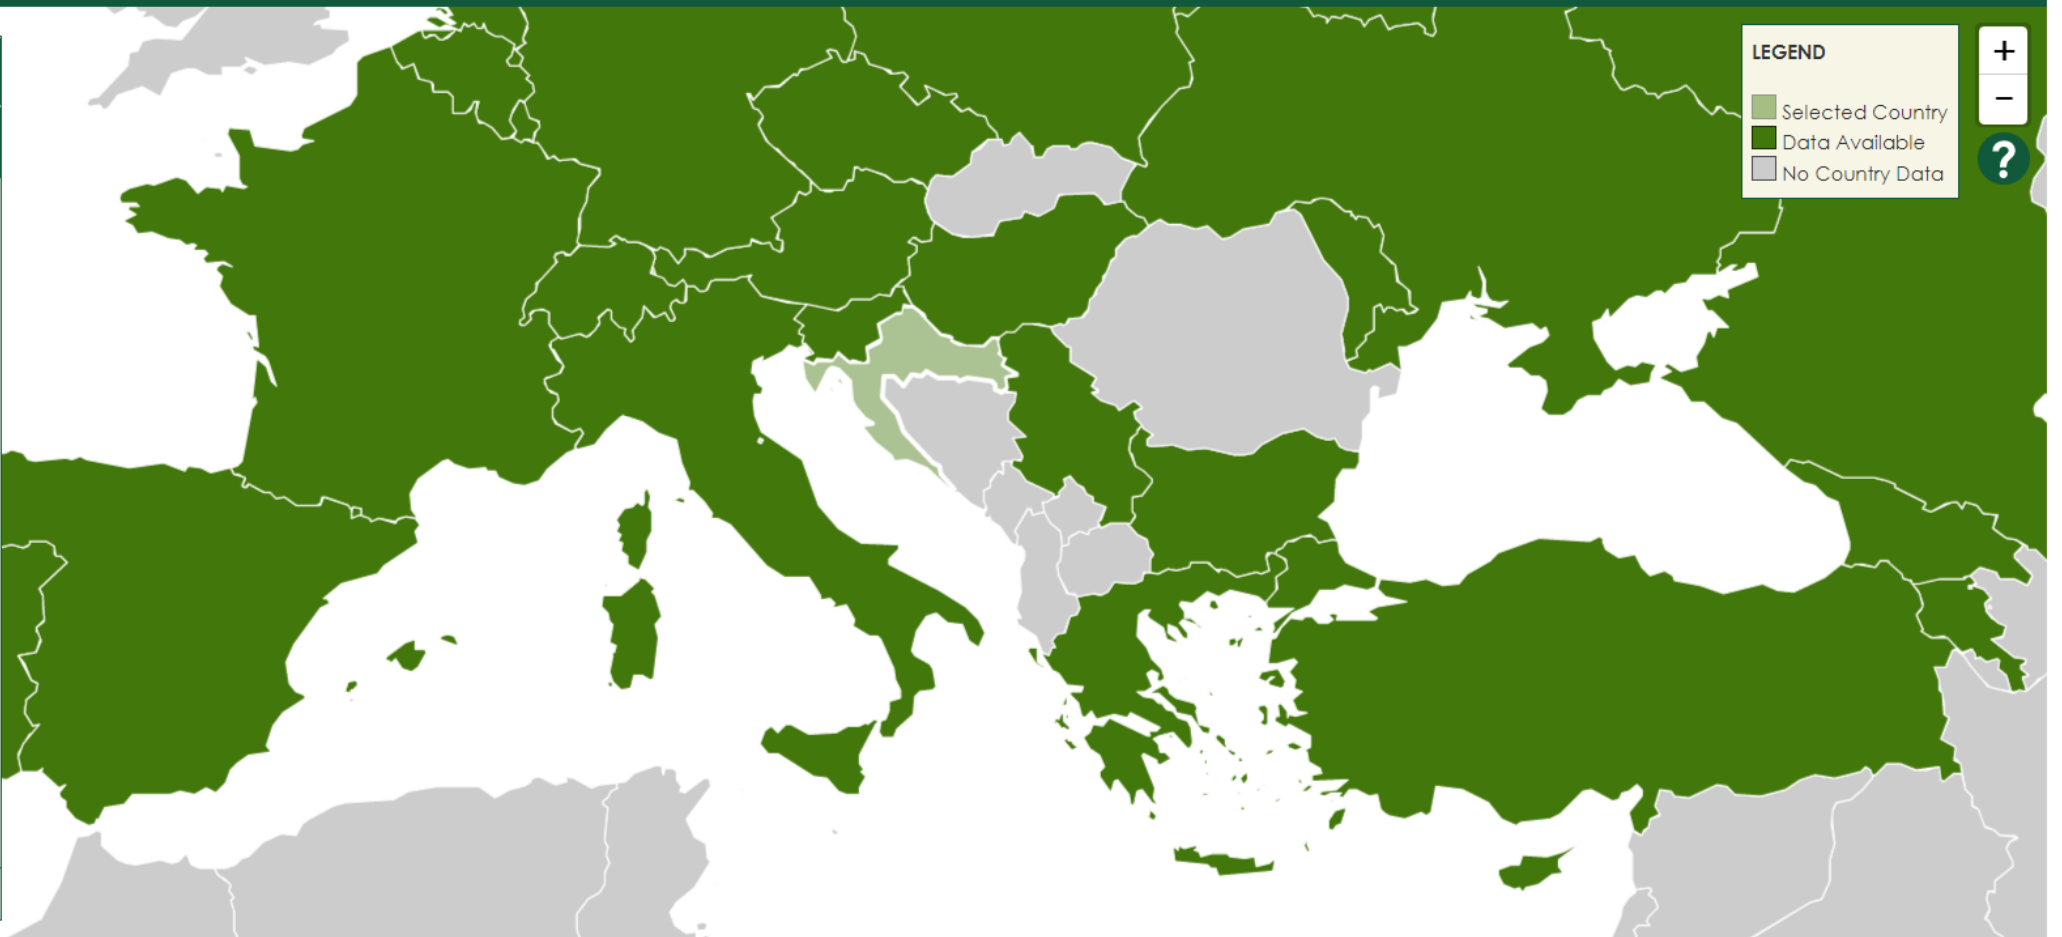 LEGEND
Selected Country
Data Available
No Country Data
+
−
?